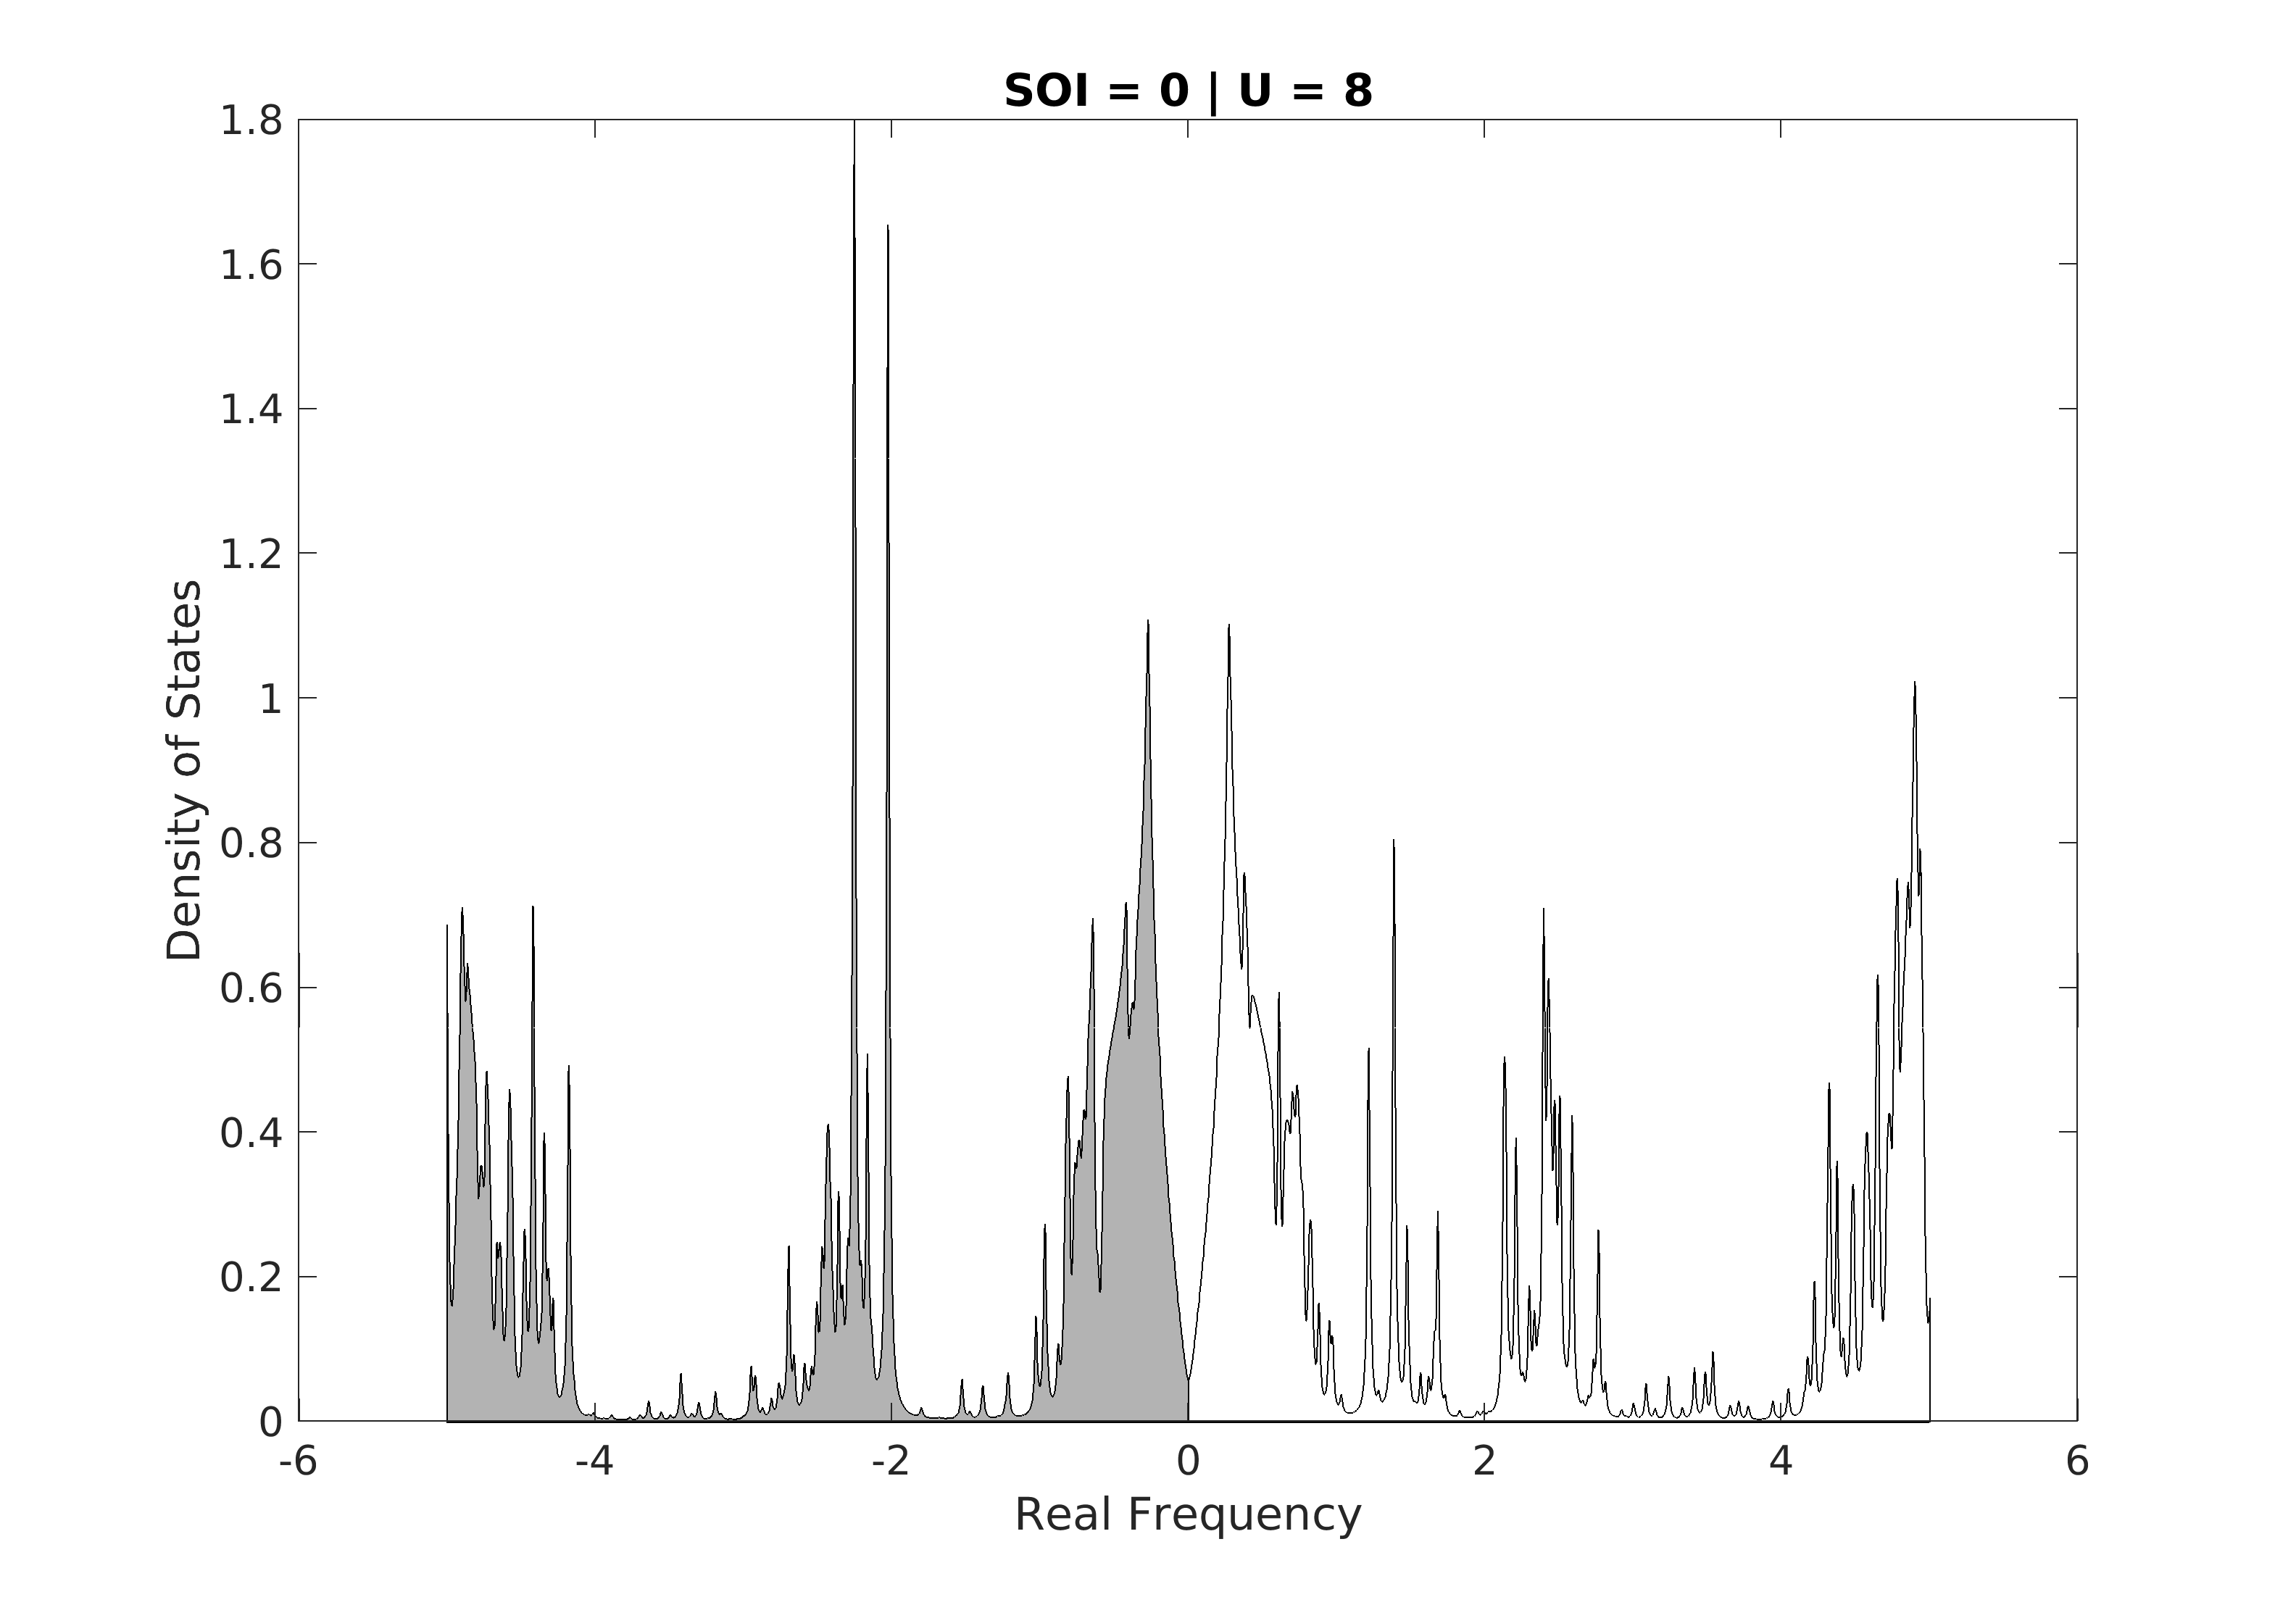 SOI = 0 | U = 8
1.8
1.6
1.4
1.2
1
0.8
0.6
0.4
0.2
0
Density of States
-6 -4 -2 0 2 4 6
Real Frequency